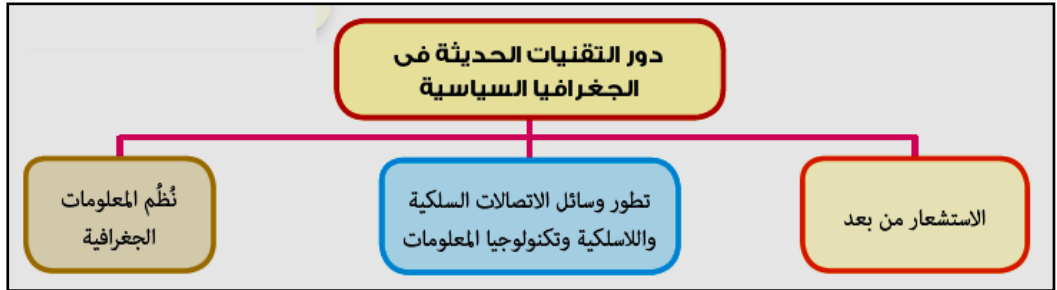 دور التقنيات الحديثة فى
الجغرافيا السياسية
الاستشعار من بعد
تطور وسائل الاتصالات السلكية
واللاسلكية وتكنولوجيا المعلومات
نُظُم المعلومات
الجغرافية